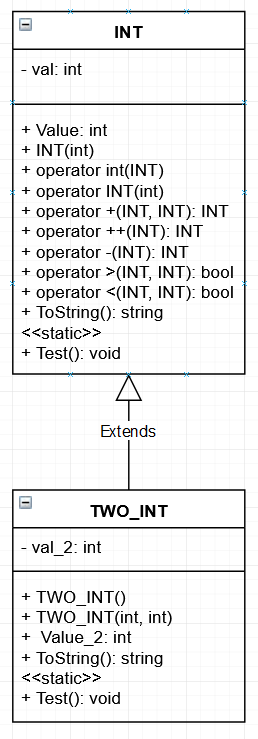 INT
- val: int
+ Value: int
+ INT(int)
+ operator int(INT)
+ operator INT(int)
+ operator +(INT, INT): INT
+ operator ++(INT): INT
+ operator -(INT): INT
+ operator >(INT, INT): bool
+ operator <(INT, INT): bool
+ ToString(): string
<<static>>
+ Test(): void
Extends
TWO_INT
- val_2: int
+ TWO_INT()
+ TWO_INT(int, int)
+ Value_2: int
+ ToString(): string
<<static>>
+ Test(): void